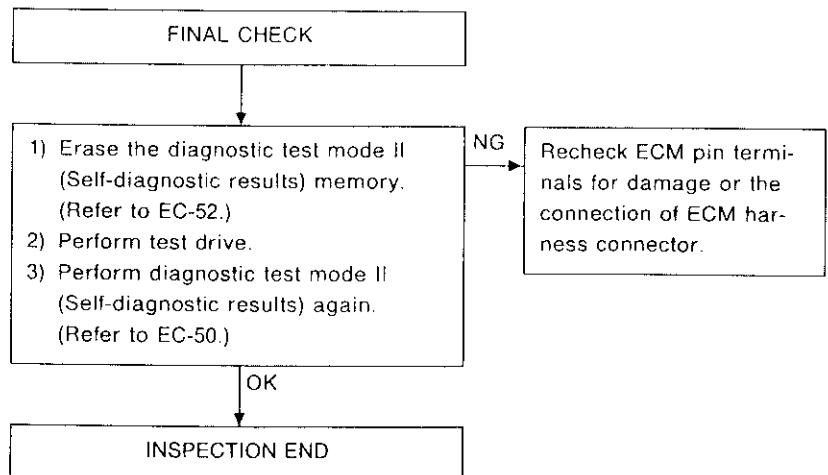 FINAL CHECK
1) Erase the diagnostic test mode II
(Self-diagnostic results) memory.
(Refer to EC-52.)
2) Perform test drive.
3) Perform diagnostic test mode II
(Self-diagnostic results) again.
(Refer to EC-50.)
NG
Recheck ECM pin termi-
nals for damage or the
connection of ECM har-
ness connector.
OK
INSPECTION END